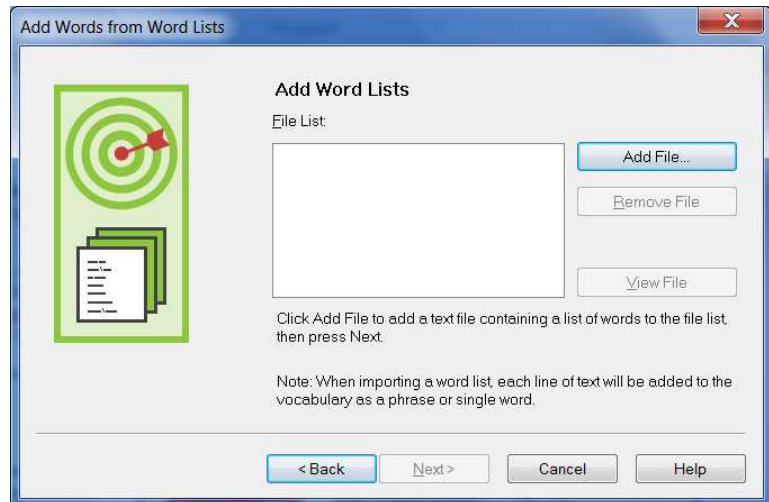 Add Words from Word Lists
X
Add Word Lists
File List:
Add File...
Remove File
View File
Click Add File to add a text file containing a list of words to the file list,
then press Next.
Note: When importing a word list, each line of text will be added to the
vocabulary as a phrase or single word.
< Back
Next >
Cancel
Help